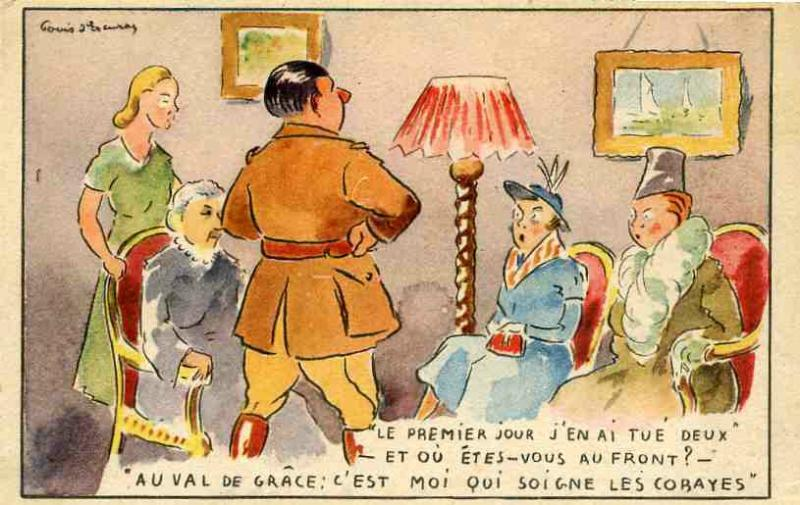 "LE PREMIER JOUR J'EN AI TUÉ DEUX"
— ET OÙ ÊTES-VOUS AU FRONT? —
"AU VAL DE GRÂCE: C'EST MOI QUI SOIGNE LES COBAYES"